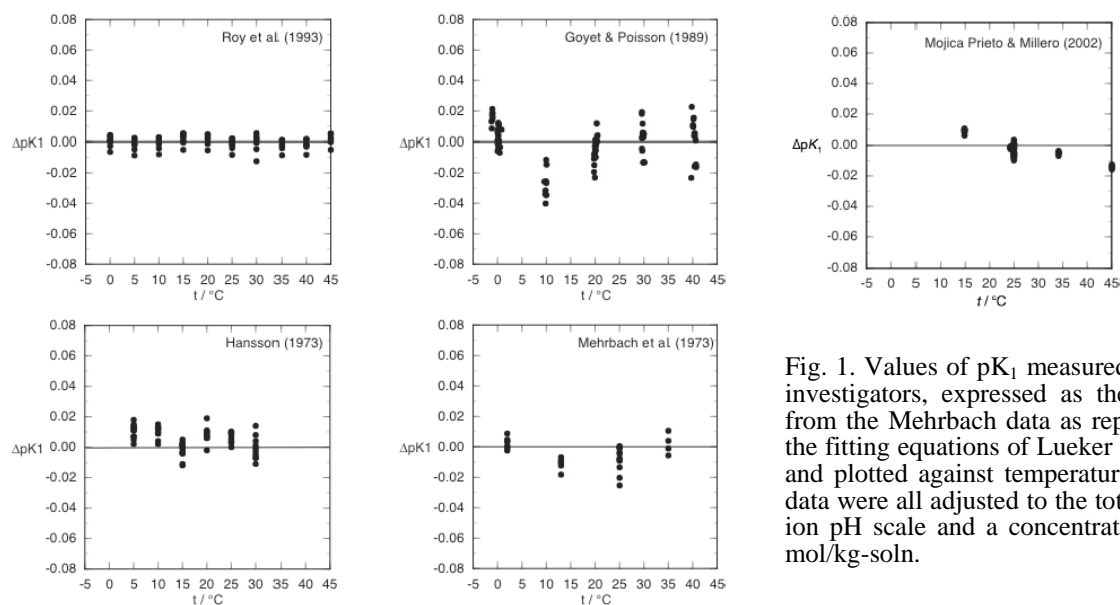 Roy et al. (1993)
0.08
0.06
0.04
0.02
0.00
-0.02
-0.04
-0.06
-0.08
ΔpK1
-5 0 5 10 15 20 25 30 35 40 45
t / °C
Goyet & Poisson (1989)
0.08
0.06
0.04
0.02
0.00
-0.02
-0.04
-0.06
-0.08
ΔpK1
-5 0 5 10 15 20 25 30 35 40 45
t / °C
Mojica Prieto & Millero (2002)
0.08
0.06
0.04
0.02
0.00
-0.02
-0.04
-0.06
-0.08
ΔpK₁
-5 0 5 10 15 20 25 30 35 40 45
t / °C
Hansson (1973)
0.08
0.06
0.04
0.02
0.00
-0.02
-0.04
-0.06
-0.08
ΔpK1
-5 0 5 10 15 20 25 30 35 40 45
t / °C
Mehrbach et al. (1973)
0.08
0.06
0.04
0.02
0.00
-0.02
-0.04
-0.06
-0.08
ΔpK1
-5 0 5 10 15 20 25 30 35 40 45
t / °C
Fig. 1. Values of pK₁ measured
investigators, expressed as the
from the Mehrbach data as rep
the fitting equations of Lueker
and plotted against temperatur
data were all adjusted to the tot
ion pH scale and a concentrat
mol/kg-soln.